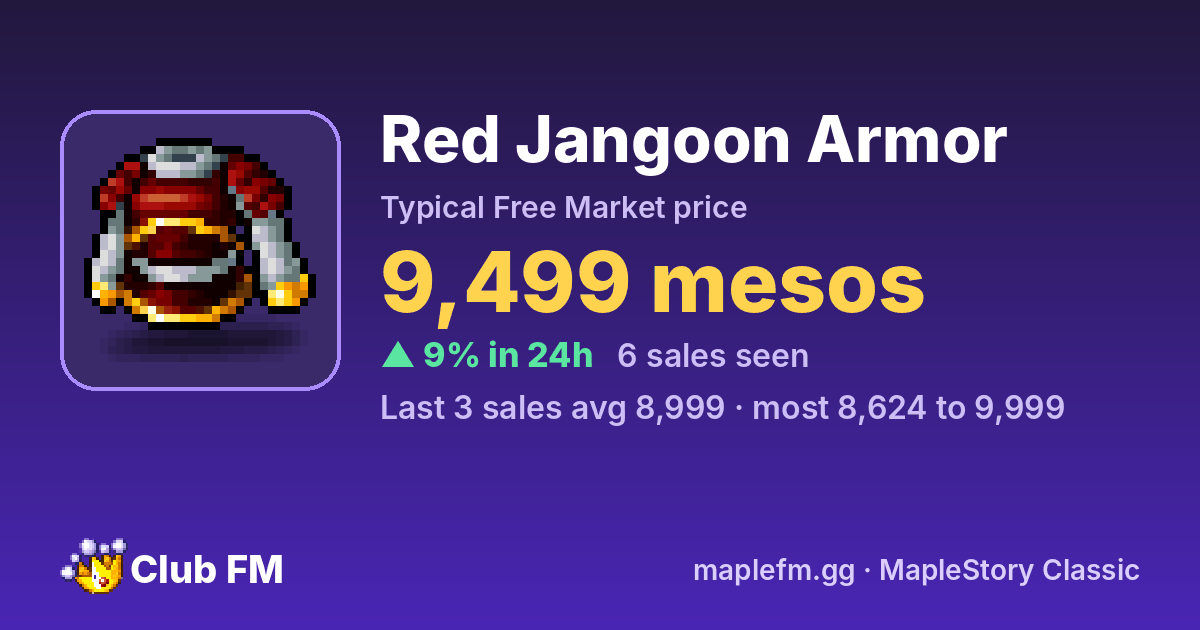 Red Jangoon Armor
Typical Free Market price
9,499 mesos
▲ 9% in 24h 6 sales seen
Last 3 sales avg 8,999 · most 8,624 to 9,999
Club FM
maplefm.gg · MapleStory Classic